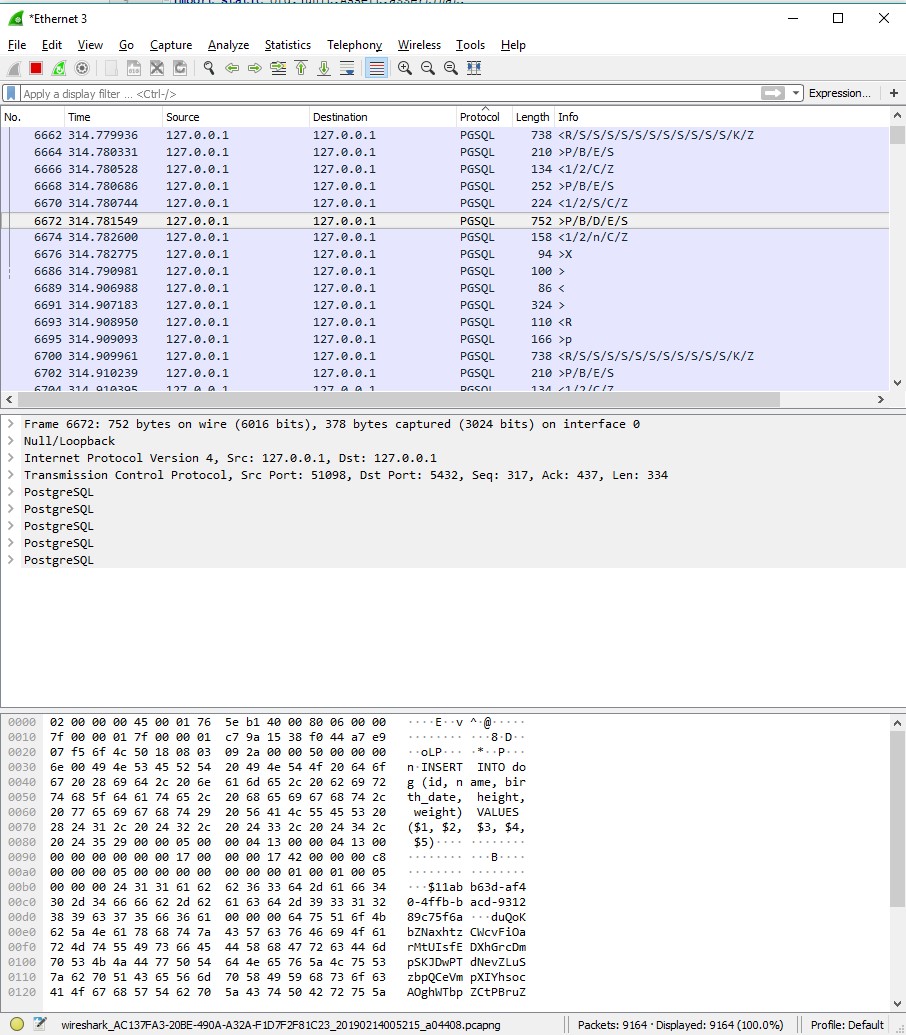 *Ethernet 3
File Edit View Go Capture Analyze Statistics Telephony Wireless Tools Help
Apply a display filter ... <Ctrl-/> Expression... +
No. Time Source Destination Protocol Length Info
6662 314.779936 127.0.0.1 127.0.0.1 PGSQL 738 <R/S/S/S/S/S/S/S/S/S/S/S/K/Z
6664 314.780331 127.0.0.1 127.0.0.1 PGSQL 210 >P/B/E/S
6666 314.780528 127.0.0.1 127.0.0.1 PGSQL 134 <1/2/C/Z
6668 314.780686 127.0.0.1 127.0.0.1 PGSQL 252 >P/B/E/S
6670 314.780744 127.0.0.1 127.0.0.1 PGSQL 224 <1/2/S/C/Z
6672 314.781549 127.0.0.1 127.0.0.1 PGSQL 752 >P/B/D/E/S
6674 314.782600 127.0.0.1 127.0.0.1 PGSQL 158 <1/2/n/C/Z
6676 314.782775 127.0.0.1 127.0.0.1 PGSQL 94 >X
6686 314.790981 127.0.0.1 127.0.0.1 PGSQL 100 >
6689 314.906988 127.0.0.1 127.0.0.1 PGSQL 86 <
6691 314.907183 127.0.0.1 127.0.0.1 PGSQL 324 >
6693 314.908950 127.0.0.1 127.0.0.1 PGSQL 110 <R
6695 314.909093 127.0.0.1 127.0.0.1 PGSQL 166 >p
6700 314.909961 127.0.0.1 127.0.0.1 PGSQL 738 <R/S/S/S/S/S/S/S/S/S/S/S/K/Z
6702 314.910239 127.0.0.1 127.0.0.1 PGSQL 210 >P/B/E/S
6704 314.910395 127.0.0.1 127.0.0.1 PGSQL 134 <1/2/C/Z
Frame 6672: 752 bytes on wire (6016 bits), 378 bytes captured (3024 bits) on interface 0
Null/Loopback
Internet Protocol Version 4, Src: 127.0.0.1, Dst: 127.0.0.1
Transmission Control Protocol, Src Port: 51098, Dst Port: 5432, Seq: 317, Ack: 437, Len: 334
PostgreSQL
PostgreSQL
PostgreSQL
PostgreSQL
PostgreSQL
0000 02 00 00 00 45 00 01 76 5e b1 40 00 80 06 00 00 ····E··v ^·@·····
0010 7f 00 00 01 7f 00 00 01 c7 9a 15 38 f0 44 a7 e9 ········ ···8·D··
0020 07 f5 6f 4c 50 18 08 03 09 2a 00 00 50 00 00 00 ··oLP··· ·*··P···
0030 6e 00 49 4e 53 45 52 54 20 49 4e 54 4f 20 64 6f n·INSERT INTO do
0040 67 20 28 69 64 2c 20 6e 61 6d 65 2c 20 62 69 72 g (id, n ame, bir
0050 74 68 5f 64 61 74 65 2c 20 68 65 69 67 68 74 2c th_date, height,
0060 20 77 65 69 67 68 74 29 20 56 41 4c 55 45 53 20 weight) VALUES
0070 28 24 31 2c 20 24 32 2c 20 24 33 2c 20 24 34 2c ($1, $2, $3, $4,
0080 20 24 35 29 00 00 05 00 00 04 13 00 00 04 13 00 $5)···· ········
0090 00 00 00 00 00 00 17 00 00 00 17 42 00 00 00 c8 ········ ···B····
00a0 00 00 00 05 00 00 00 00 00 00 00 01 00 01 00 05 ········ ········
00b0 00 00 00 24 31 31 61 62 62 36 33 64 2d 61 66 34 ···$11ab b63d-af4
00c0 30 2d 34 66 66 62 2d 62 61 63 64 2d 39 33 31 32 0-4ffb-b acd-9312
00d0 38 39 63 37 35 66 36 61 00 00 00 64 75 51 6f 4b 89c75f6a ···duQoK
00e0 62 5a 4e 61 78 68 74 7a 43 57 63 76 46 69 4f 61 bZNaxhtz CWcvFiOa
00f0 72 4d 74 55 49 73 66 45 44 58 68 47 72 63 44 6d rMtUIsfE DXhGrcDm
0100 70 53 4b 4a 44 77 50 54 64 4e 65 76 5a 4c 75 53 pSKJDwPT dNevZLuS
0110 7a 62 70 51 43 65 56 6d 70 58 49 59 68 73 6f 63 zbpQCeVm pXIYhsoc
0120 41 4f 67 68 57 54 62 70 5a 43 74 50 42 72 75 5a AOghWTbp ZCtPBruZ
wireshark_AC137FA3-20BE-490A-A32A-F1D7F2F81C23_20190214005215_a04408.pcapng Packets: 9164 · Displayed: 9164 (100.0%) Profile: Default